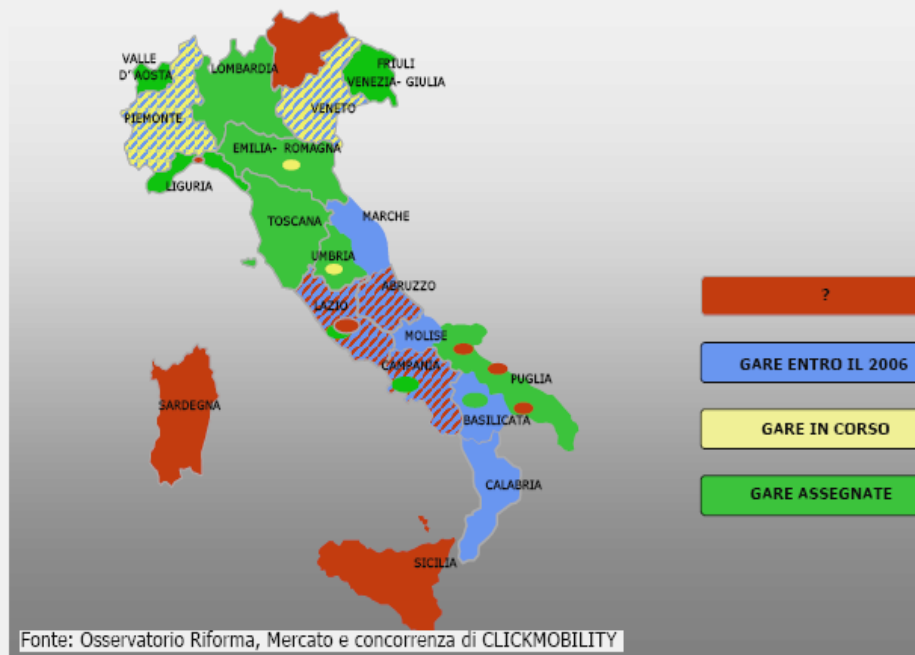 VALLE
D'AOSTA
LOMBARDIA
FRIULI
VENEZIA- GIULIA
PIEMONTE
VENETO
EMILIA- ROMAGNA
LIGURIA
TOSCANA
MARCHE
UMBRIA
LAZIO
ABRUZZO
MOLISE
CAMPANIA
PUGLIA
BASILICATA
SARDEGNA
CALABRIA
SICILIA
?
GARE ENTRO IL 2006
GARE IN CORSO
GARE ASSEGNATE
Fonte: Osservatorio Riforma, Mercato e concorrenza di CLICKMOBILITY